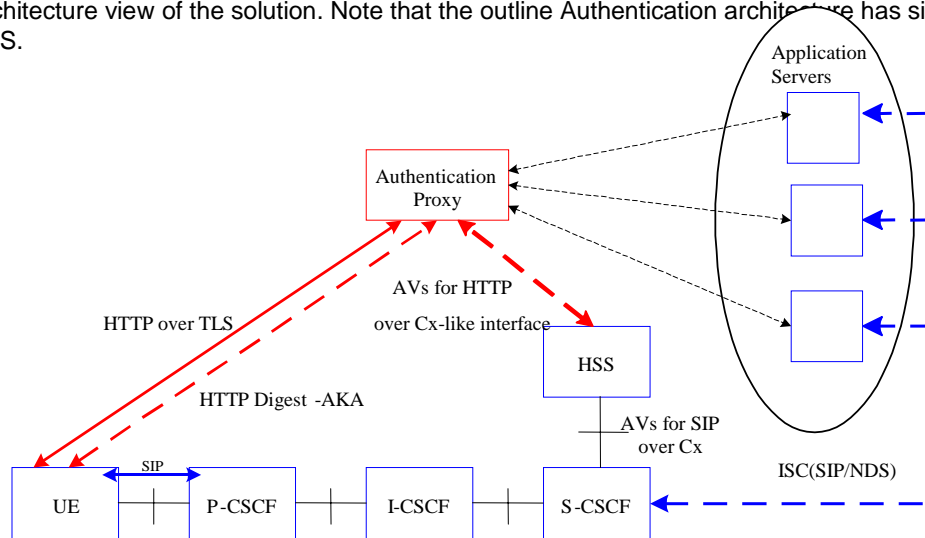 chitecture view of the solution. Note that the outline Authentication architecture has si
S.
Application
Servers
Authentication
Proxy
AVs for HTTP
over Cx-like interface
HTTP over TLS
HSS
HTTP Digest -AKA
AVs for SIP
over Cx
SIP
ISC(SIP/NDS)
UE
P-CSCF
I-CSCF
S-CSCF